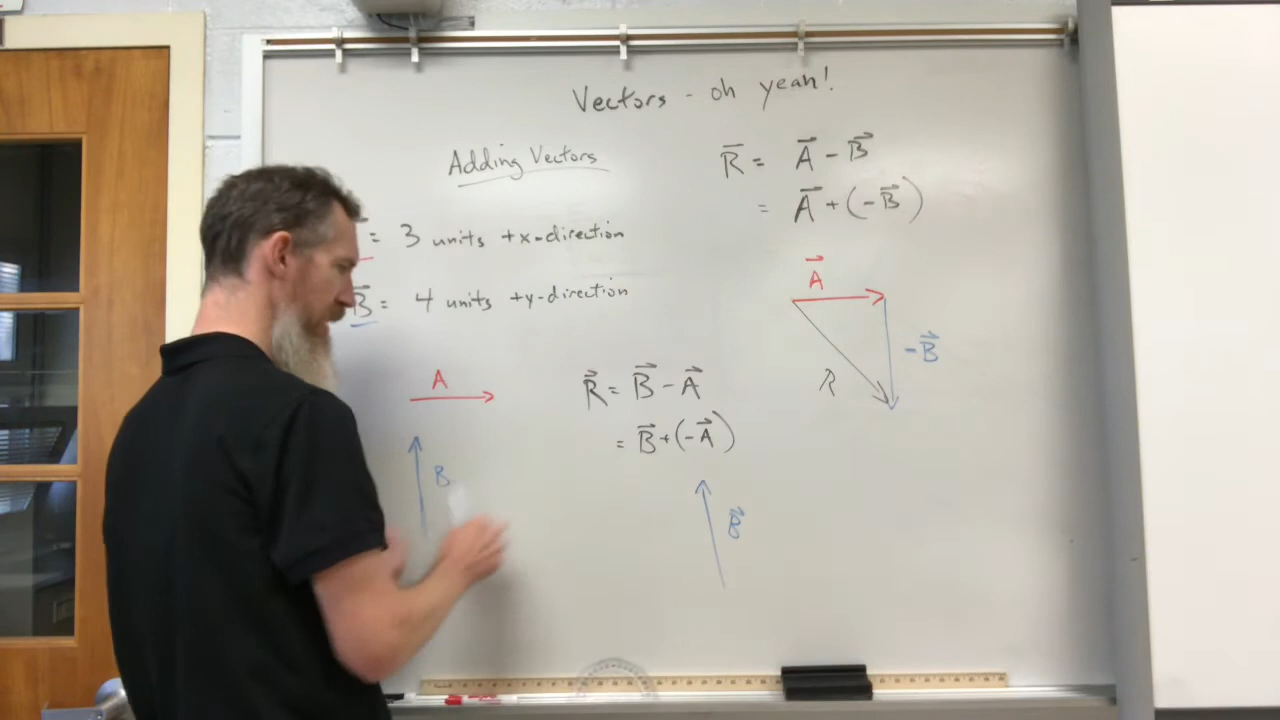 Vectors - oh yeah!
Adding Vectors
= 3 units +x-direction
B⃗ = 4 units +y-direction
R⃗ = A⃗ - B⃗
= A⃗ + (-B⃗)
A⃗
-B⃗
R
A
B
R⃗ = B⃗ - A⃗
= B⃗ + (-A⃗)
B⃗